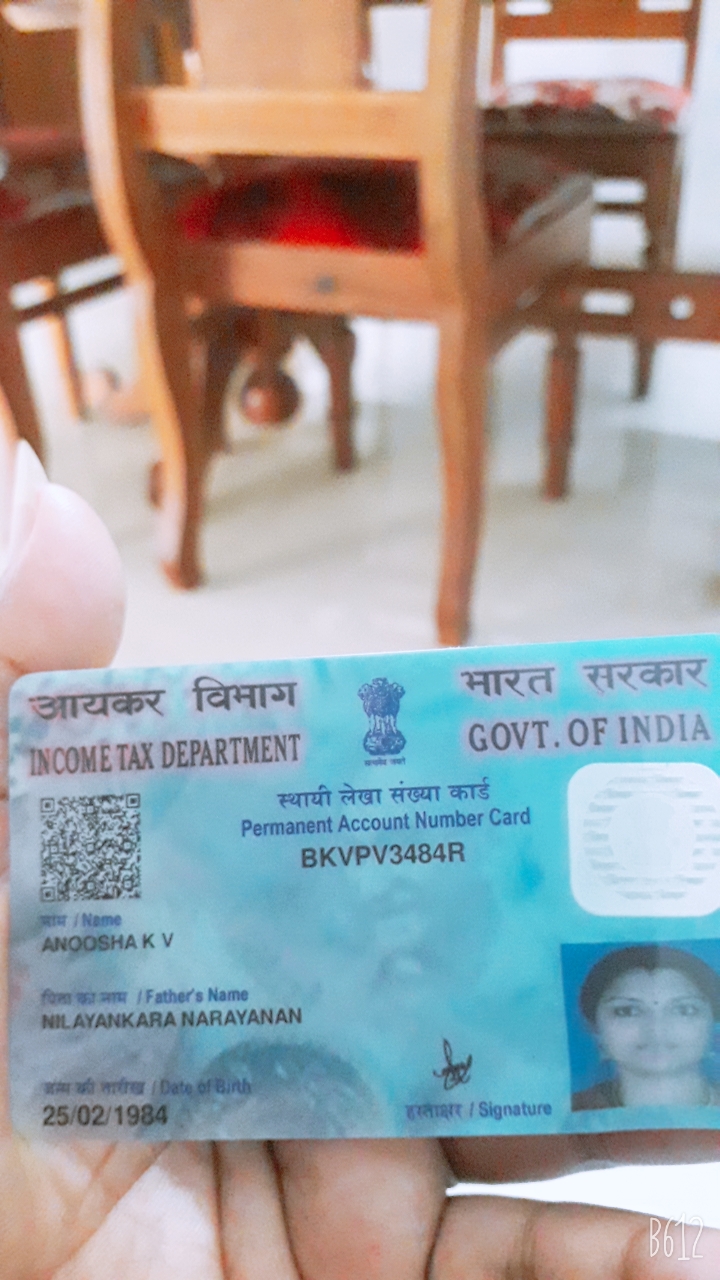 आयकर विभाग
INCOME TAX DEPARTMENT
भारत सरकार
GOVT. OF INDIA
सत्यमेव जयते
स्थायी लेखा संख्या कार्ड
Permanent Account Number Card
BKVPV3484R
नाम / Name
ANOOSHA K V
पिता का नाम / Father's Name
NILAYANKARA NARAYANAN
जन्म की तारीख / Date of Birth
25/02/1984
हस्ताक्षर / Signature
B612